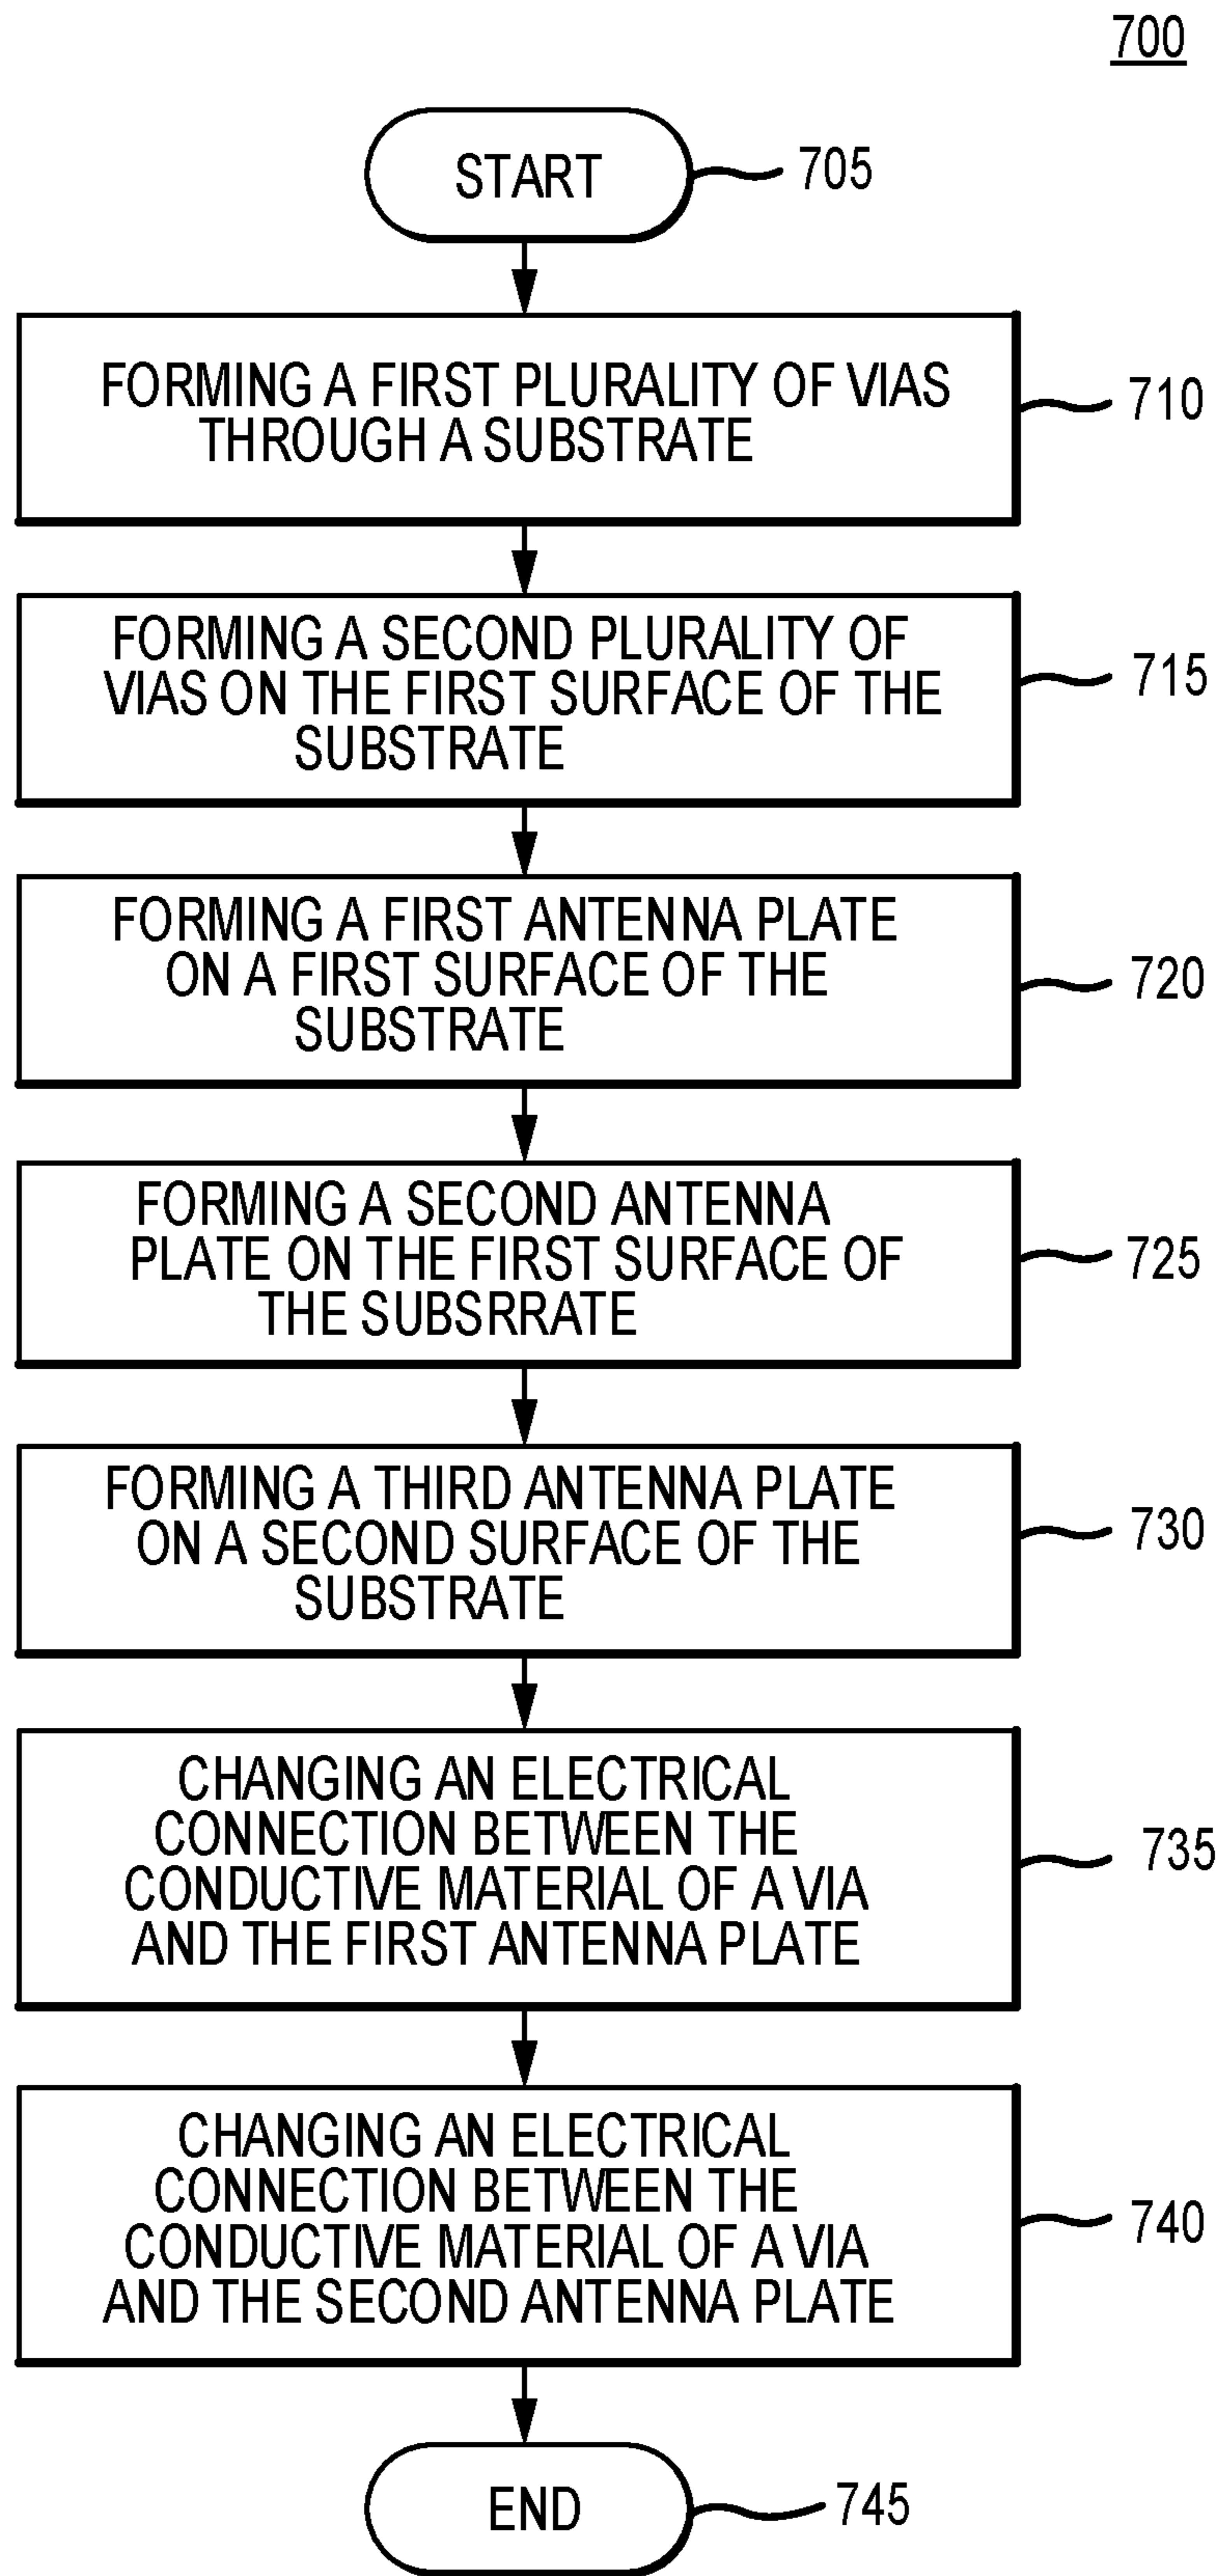 700
START
705
FORMING A FIRST PLURALITY OF VIAS
THROUGH A SUBSTRATE
710
FORMING A SECOND PLURALITY OF
VIAS ON THE FIRST SURFACE OF THE
SUBSTRATE
715
FORMING A FIRST ANTENNA PLATE
ON A FIRST SURFACE OF THE
SUBSTRATE
720
FORMING A SECOND ANTENNA
PLATE ON THE FIRST SURFACE OF
THE SUBSRRATE
725
FORMING A THIRD ANTENNA PLATE
ON A SECOND SURFACE OF THE
SUBSTRATE
730
CHANGING AN ELECTRICAL
CONNECTION BETWEEN THE
CONDUCTIVE MATERIAL OF A VIA
AND THE FIRST ANTENNA PLATE
735
CHANGING AN ELECTRICAL
CONNECTION BETWEEN THE
CONDUCTIVE MATERIAL OF A VIA
AND THE SECOND ANTENNA PLATE
740
END
745